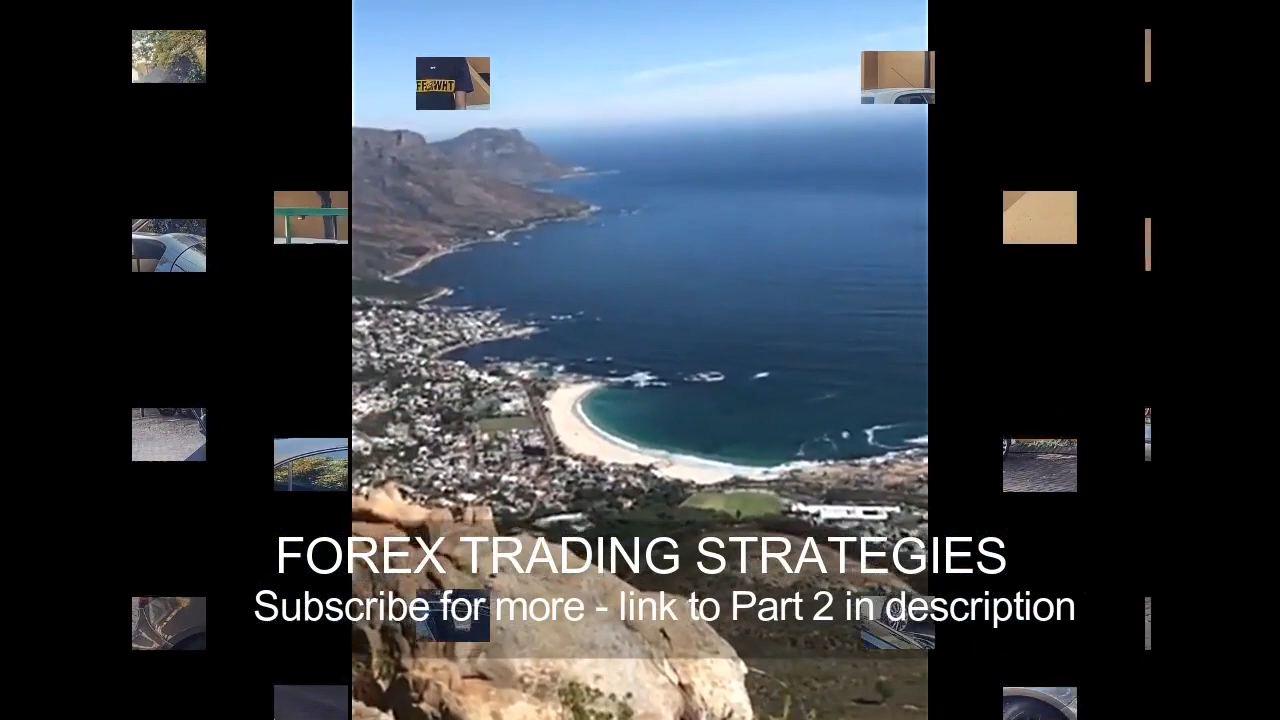 FOREX TRADING STRATEGIES
Subscribe for more - link to Part 2 in description